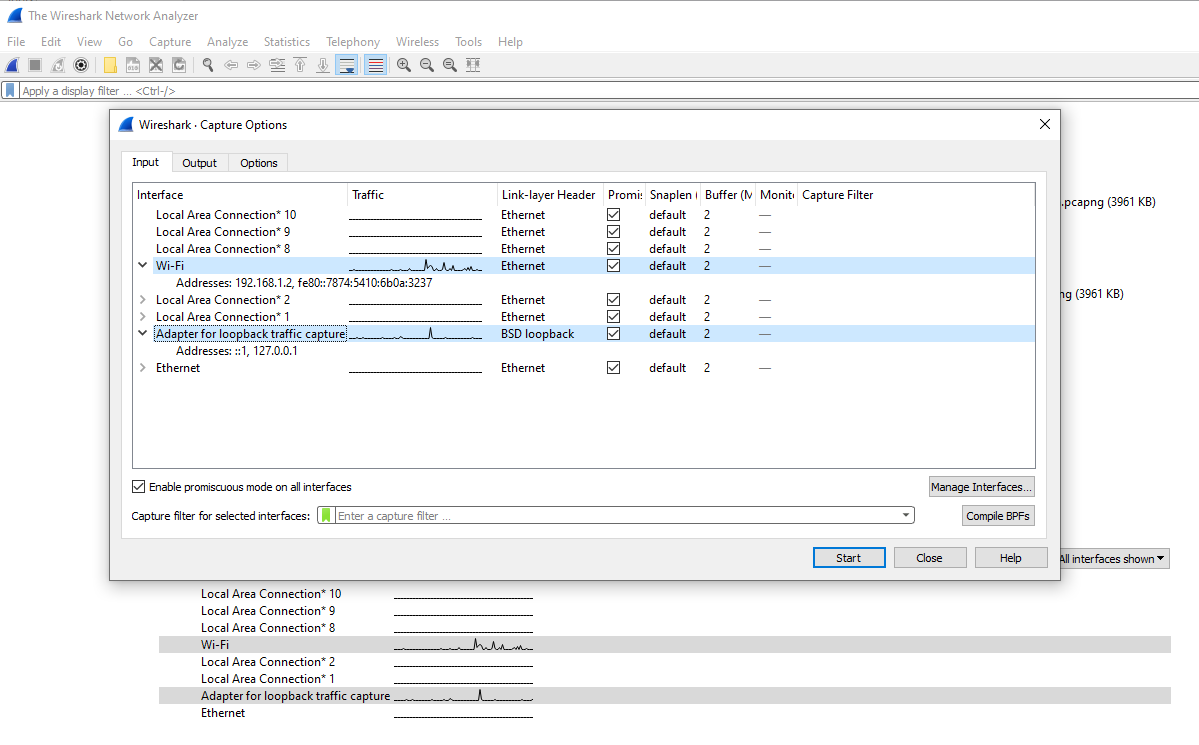 The Wireshark Network Analyzer
File Edit View Go Capture Analyze Statistics Telephony Wireless Tools Help
Apply a display filter ... <Ctrl-/>
Wireshark · Capture Options
Input Output Options
Interface Traffic Link-layer Header Promis Snaplen ( Buffer (M Monito Capture Filter
Local Area Connection* 10 Ethernet default 2 —
.pcapng (3961 KB)
Local Area Connection* 9 Ethernet default 2 —
Local Area Connection* 8 Ethernet default 2 —
Wi-Fi Ethernet default 2 —
Addresses: 192.168.1.2, fe80::7874:5410:6b0a:3237
ng (3961 KB)
Local Area Connection* 2 Ethernet default 2 —
Local Area Connection* 1 Ethernet default 2 —
Adapter for loopback traffic capture BSD loopback default 2 —
Addresses: ::1, 127.0.0.1
Ethernet Ethernet default 2 —
Enable promiscuous mode on all interfaces Manage Interfaces...
Capture filter for selected interfaces: Enter a capture filter ... Compile BPFs
Start Close Help
All interfaces shown
Local Area Connection* 10
Local Area Connection* 9
Local Area Connection* 8
Wi-Fi
Local Area Connection* 2
Local Area Connection* 1
Adapter for loopback traffic capture
Ethernet